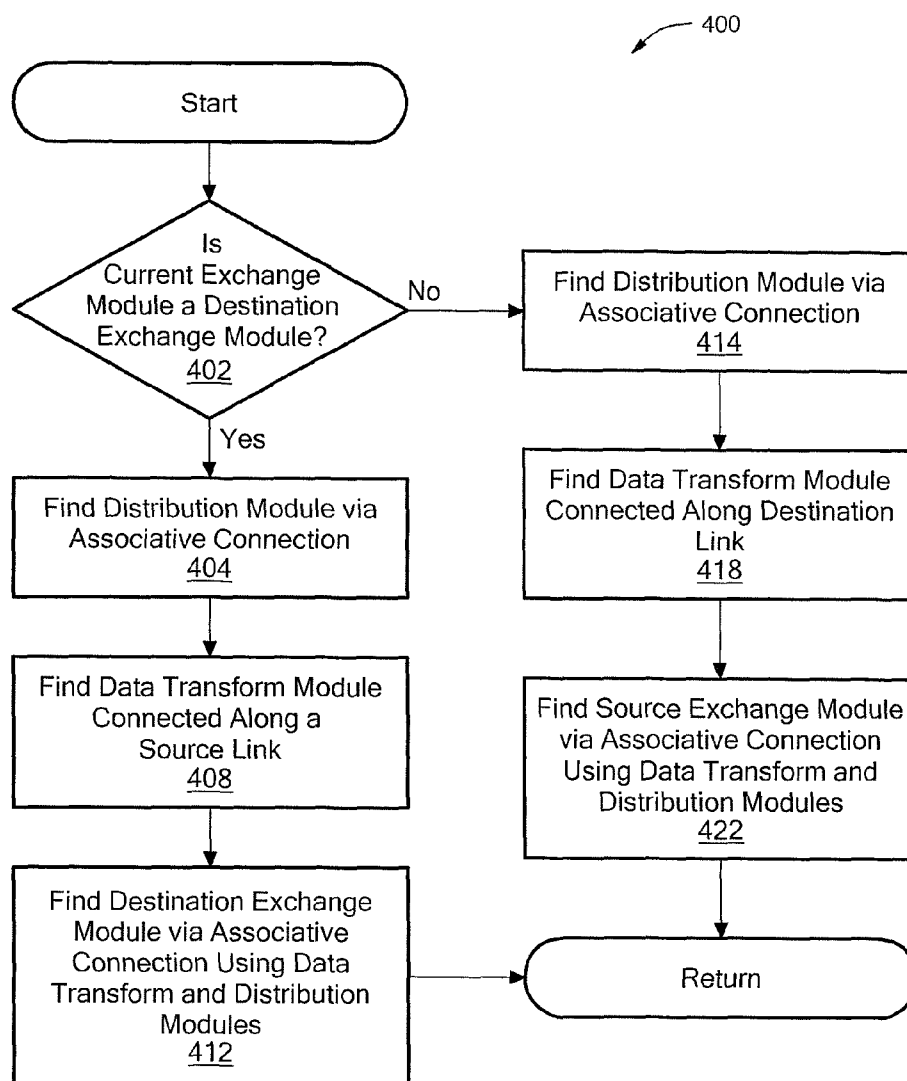 400
Start
Is
Current Exchange
Module a Destination
Exchange Module?
402
No
Yes
Find Distribution Module via
Associative Connection
404
Find Data Transform Module
Connected Along a
Source Link
408
Find Destination Exchange
Module via Associative
Connection Using Data
Transform and Distribution
Modules
412
Find Distribution Module via
Associative Connection
414
Find Data Transform Module
Connected Along Destination
Link
418
Find Source Exchange Module
via Associative Connection
Using Data Transform and
Distribution Modules
422
Return